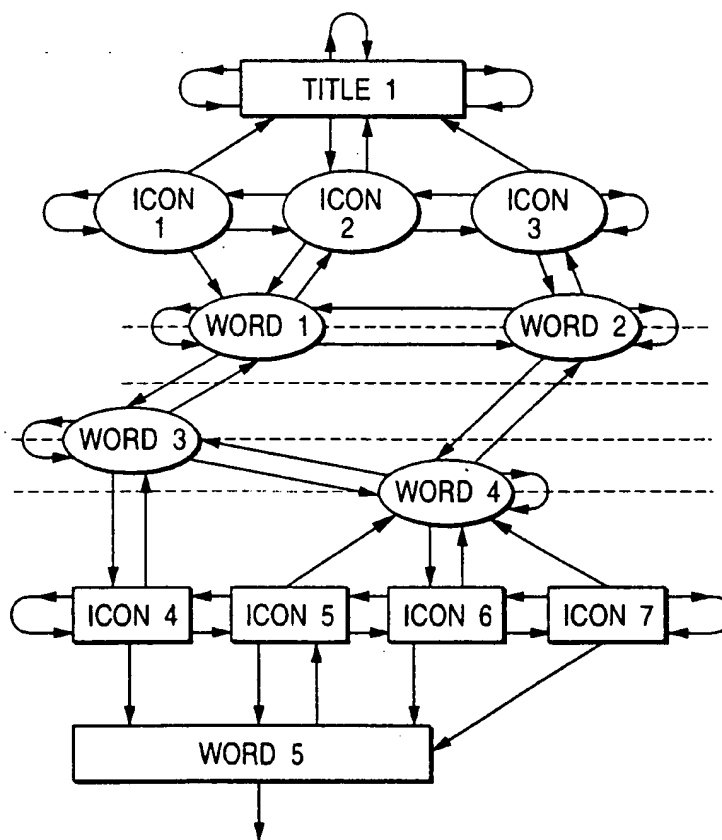 TITLE 1
ICON
1
ICON
2
ICON
3
WORD 1
WORD 2
WORD 3
WORD 4
ICON 4
ICON 5
ICON 6
ICON 7
WORD 5